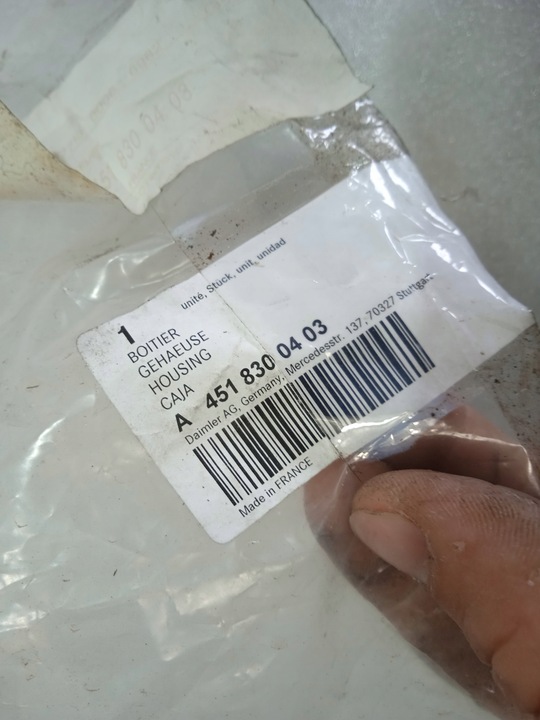 830 04 03
unité, Stück, unit, unidad
1
BOITIER
GEHAEUSE
HOUSING
CAJA
A 451 830 04 03
Daimler AG, Germany, Mercedesstr. 137, 70327 Stuttgart
Made in FRANCE